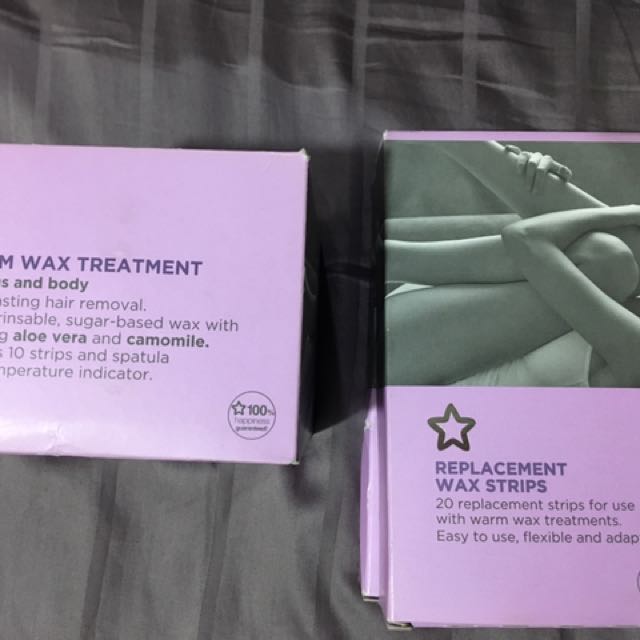 M WAX TREATMENT
s and body
asting hair removal.
rinsable, sugar-based wax with
g aloe vera and camomile.
s 10 strips and spatula
mperature indicator.
100%
happiness
guaranteed!
REPLACEMENT
WAX STRIPS
20 replacement strips for use
with warm wax treatments.
Easy to use, flexible and adap